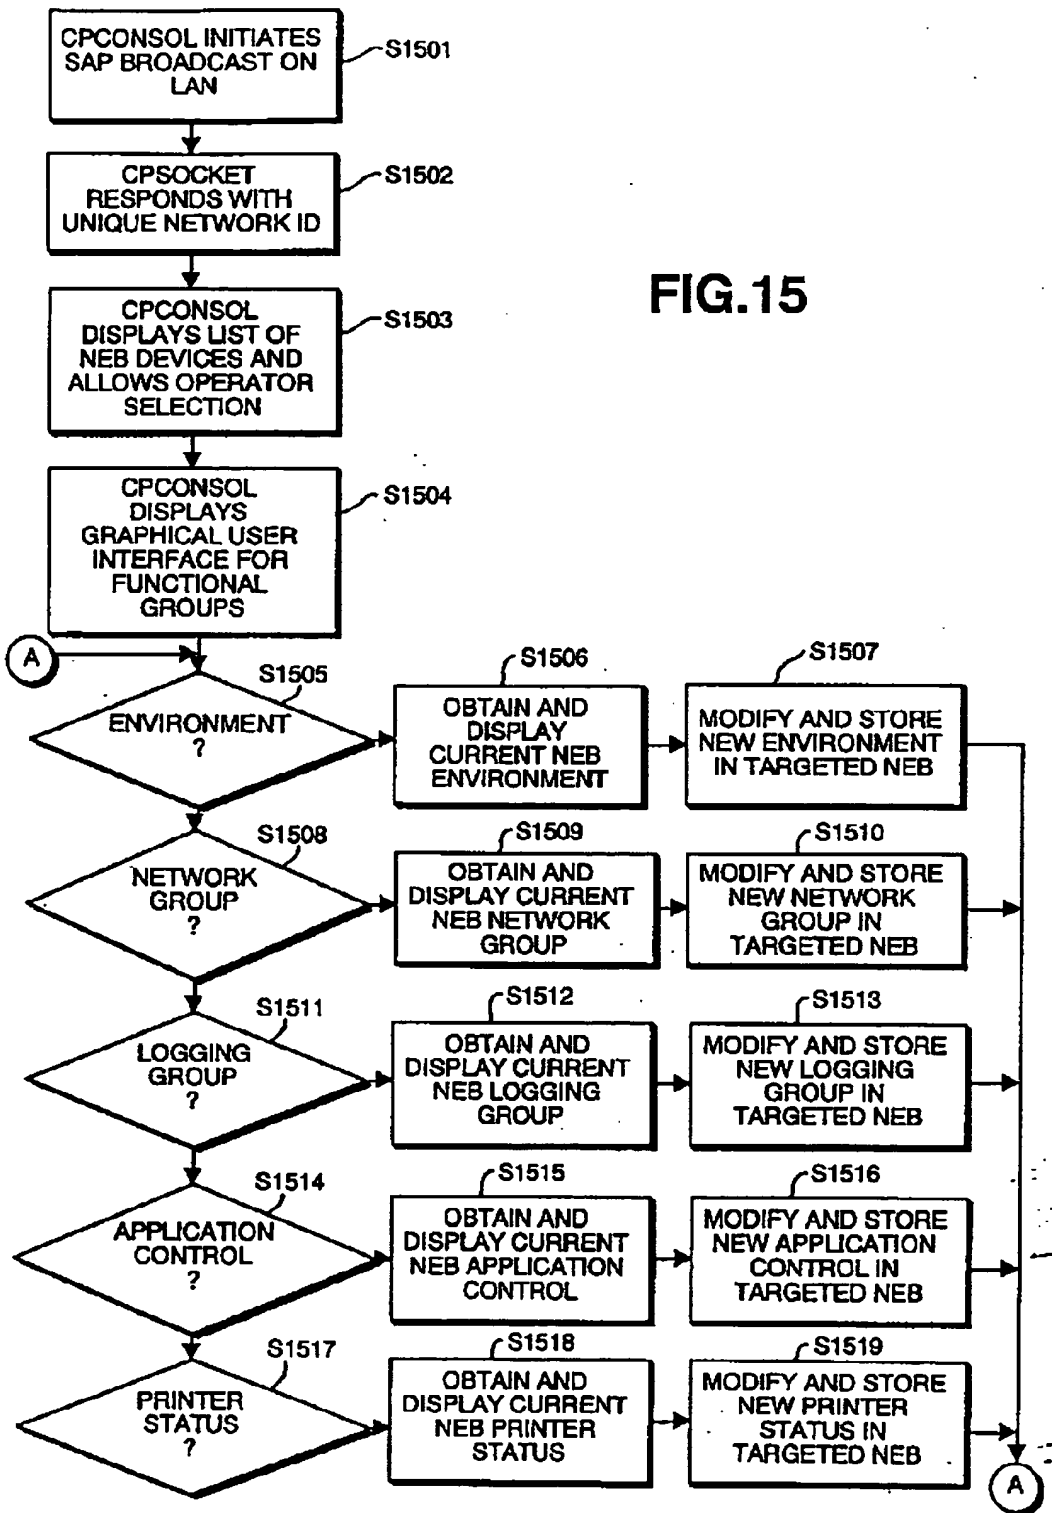 CPCONSOL INITIATES
SAP BROADCAST ON
LAN
S1501
CPSOCKET
RESPONDS WITH
UNIQUE NETWORK ID
S1502
FIG.15
CPCONSOL
DISPLAYS LIST OF
NEB DEVICES AND
ALLOWS OPERATOR
SELECTION
S1503
CPCONSOL
DISPLAYS
GRAPHICAL USER
INTERFACE FOR
FUNCTIONAL
GROUPS
S1504
A
ENVIRONMENT
?
S1505
OBTAIN AND
DISPLAY
CURRENT NEB
ENVIRONMENT
S1506
MODIFY AND STORE
NEW ENVIRONMENT
IN TARGETED NEB
S1507
NETWORK
GROUP
?
S1508
OBTAIN AND
DISPLAY CURRENT
NEB NETWORK
GROUP
S1509
MODIFY AND STORE
NEW NETWORK
GROUP IN
TARGETED NEB
S1510
LOGGING
GROUP
?
S1511
OBTAIN AND
DISPLAY CURRENT
NEB LOGGING
GROUP
S1512
MODIFY AND STORE
NEW LOGGING
GROUP IN
TARGETED NEB
S1513
APPLICATION
CONTROL
?
S1514
OBTAIN AND
DISPLAY CURRENT
NEB APPLICATION
CONTROL
S1515
MODIFY AND STORE
NEW APPLICATION
CONTROL IN
TARGETED NEB
S1516
PRINTER
STATUS
?
S1517
OBTAIN AND
DISPLAY CURRENT
NEB PRINTER
STATUS
S1518
MODIFY AND STORE
NEW PRINTER
STATUS IN
TARGETED NEB
S1519
A